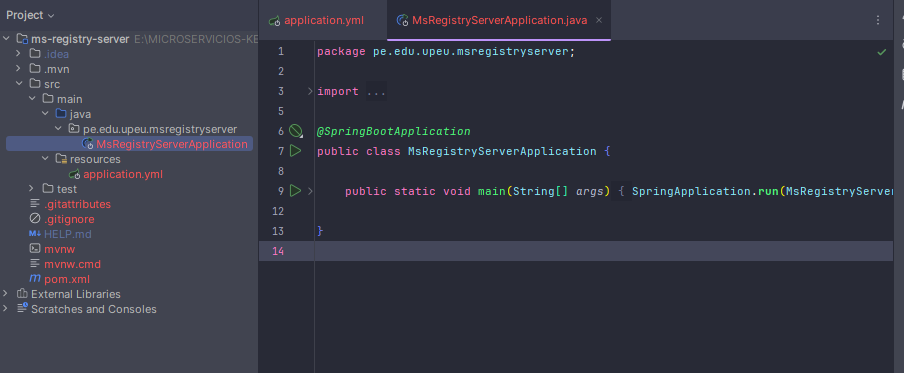 Project
ms-registry-server E:\MICROSERVICIOS-KE
.idea
.mvn
src
main
java
pe.edu.upeu.msregistryserver
MsRegistryServerApplication
resources
application.yml
test
.gitattributes
.gitignore
HELP.md
mvnw
mvnw.cmd
pom.xml
External Libraries
Scratches and Consoles
application.yml MsRegistryServerApplication.java
1 package pe.edu.upeu.msregistryserver;
2
3 import ...
5
6 @SpringBootApplication
7 public class MsRegistryServerApplication {
8
9 public static void main(String[] args) { SpringApplication.run(MsRegistryServer
12
13 }
14